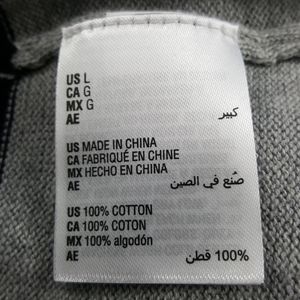 US L
CA G
MX G
AE كبير
US MADE IN CHINA
CA FABRIQUÉ EN CHINE
MX HECHO EN CHINA
AE صُنع في الصين
US 100% COTTON
CA 100% COTON
MX 100% algodón
AE 100% قطن